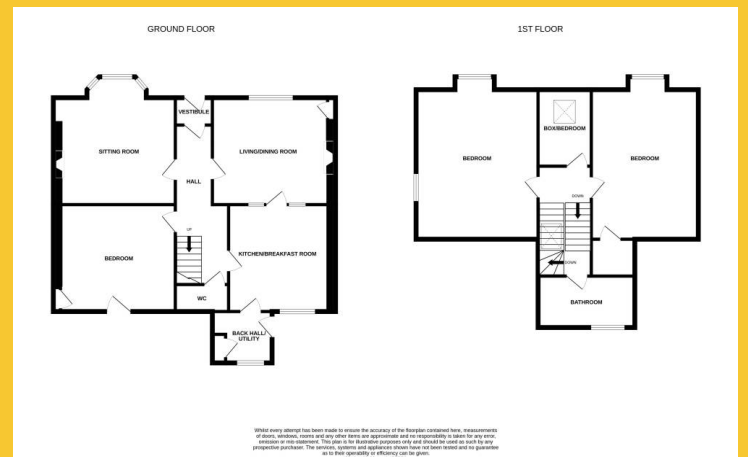 GROUND FLOOR
1ST FLOOR
VESTIBULE
SITTING ROOM
LIVING/DINING ROOM
HALL
BEDROOM
UP
KITCHEN/BREAKFAST ROOM
WC
BACK HALL/
UTILITY
BOX/BEDROOM
BEDROOM
BEDROOM
DOWN
DOWN
BATHROOM
Whilst every attempt has been made to ensure the accuracy of the floorplan contained here, measurements
of doors, windows, rooms and any other items are approximate and no responsibility is taken for any error,
omission or mis-statement. This plan is for illustrative purposes only and should be used as such by any
prospective purchaser. The services, systems and appliances shown have not been tested and no guarantee
as to their operability or efficiency can be given.